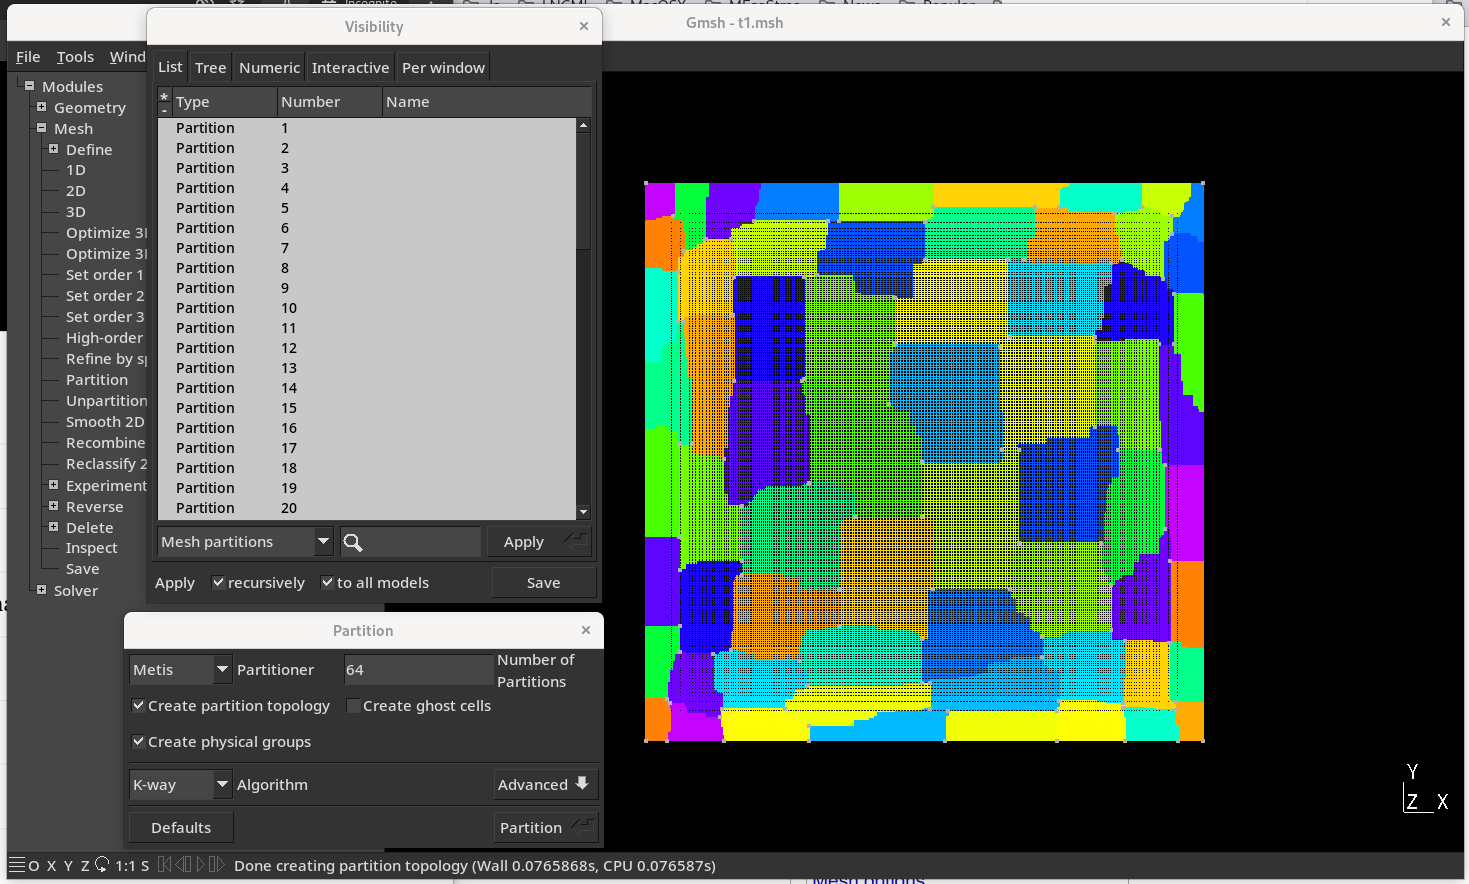 Visibility
Gmsh - t1.msh
File Tools Wind
List Tree Numeric Interactive Per window
* - Type Number Name
Partition 1
Partition 2
Partition 3
Partition 4
Partition 5
Partition 6
Partition 7
Partition 8
Partition 9
Partition 10
Partition 11
Partition 12
Partition 13
Partition 14
Partition 15
Partition 16
Partition 17
Partition 18
Partition 19
Partition 20
Mesh partitions Apply
Apply recursively to all models Save
Modules
Geometry
Mesh
Define
1D
2D
3D
Optimize 3
Optimize 3
Set order 1
Set order 2
Set order 3
High-order
Refine by sp
Partition
Unpartition
Smooth 2D
Recombine
Reclassify 2
Experiment
Reverse
Delete
Inspect
Save
Solver
Partition
Metis Partitioner 64 Number of Partitions
Create partition topology Create ghost cells
Create physical groups
K-way Algorithm Advanced
Defaults Partition
Y
Z X
O X Y Z 1:1 S Done creating partition topology (Wall 0.0765868s, CPU 0.076587s)
Mesh options